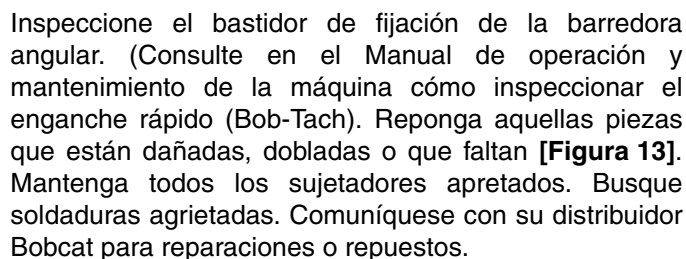 Inspeccione el bastidor de fijación de la barredora
angular. (Consulte en el Manual de operación y
mantenimiento de la máquina cómo inspeccionar el
enganche rápido (Bob-Tach). Reponga aquellas piezas
que están dañadas, dobladas o que faltan [Figura 13].
Mantenga todos los sujetadores apretados. Busque
soldaduras agrietadas. Comuníquese con su distribuidor
Bobcat para reparaciones o repuestos.